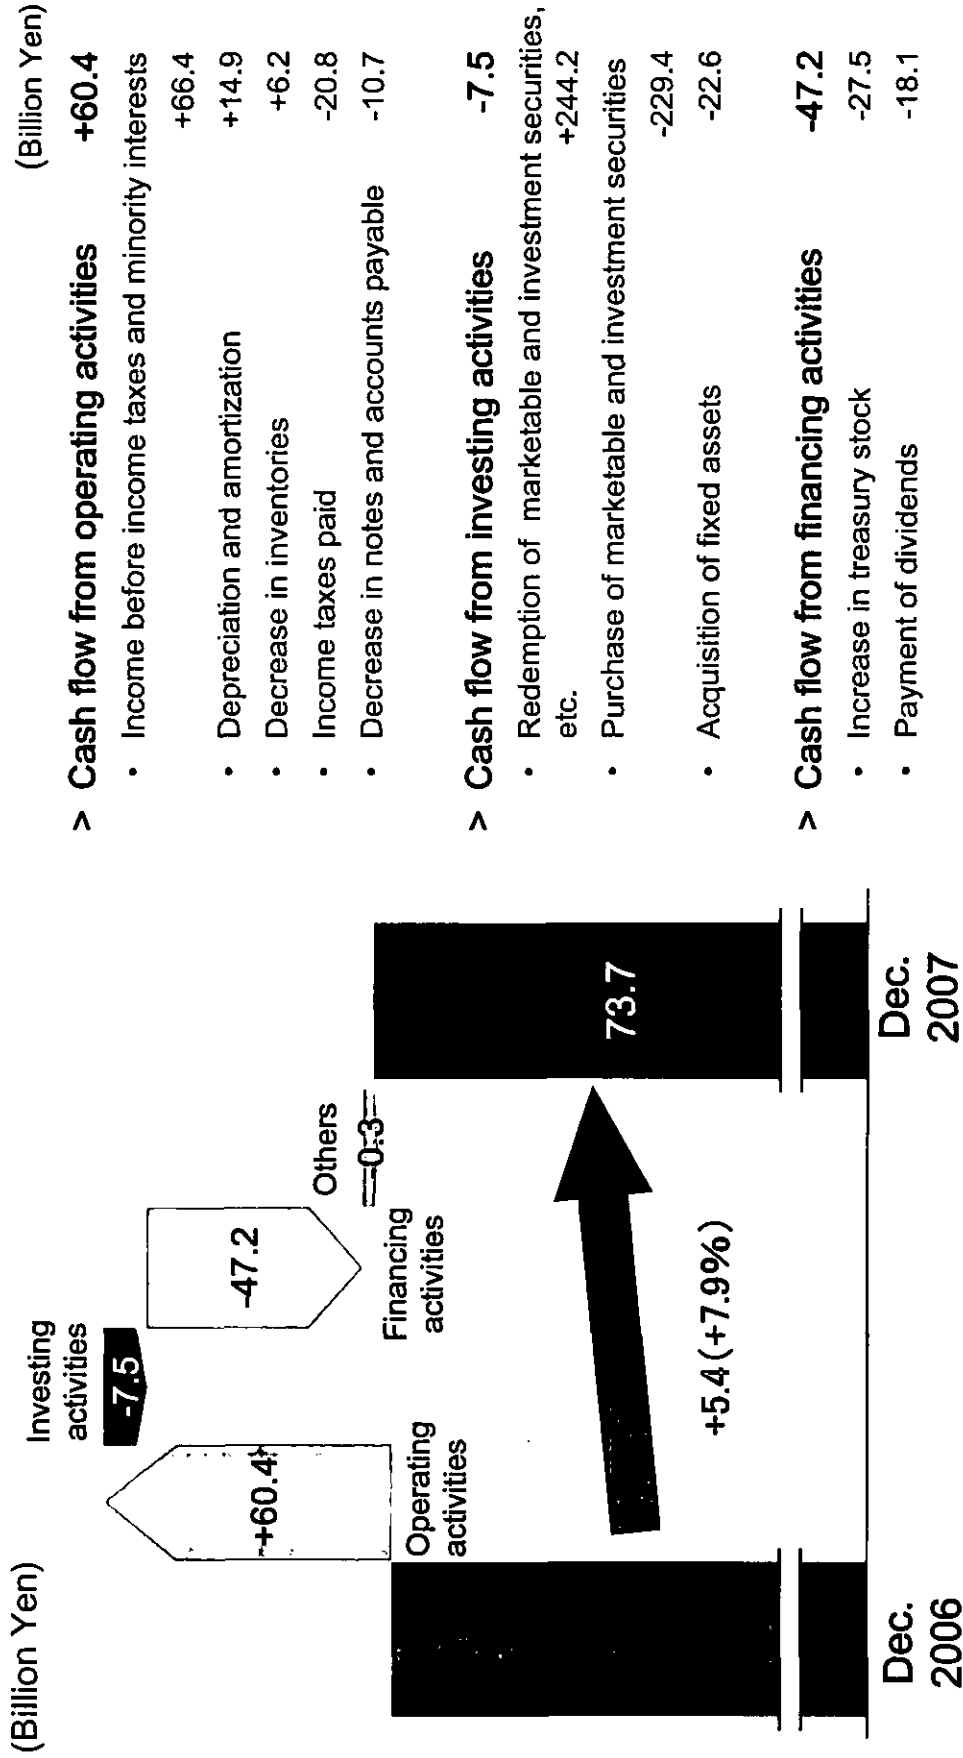 (Billion Yen)
Investing
activities
-7.5
+60.4
-47.2
Others
-0.3
Operating
activities
Financing
activities
73.7
+5.4 (+7.9%)
Dec.
2006
Dec.
2007
(Billion Yen)
> Cash flow from operating activities +60.4
• Income before income taxes and minority interests
+66.4
• Depreciation and amortization +14.9
• Decrease in inventories +6.2
• Income taxes paid -20.8
• Decrease in notes and accounts payable -10.7
> Cash flow from investing activities -7.5
• Redemption of marketable and investment securities,
etc. +244.2
• Purchase of marketable and investment securities
-229.4
• Acquisition of fixed assets -22.6
> Cash flow from financing activities -47.2
• Increase in treasury stock -27.5
• Payment of dividends -18.1